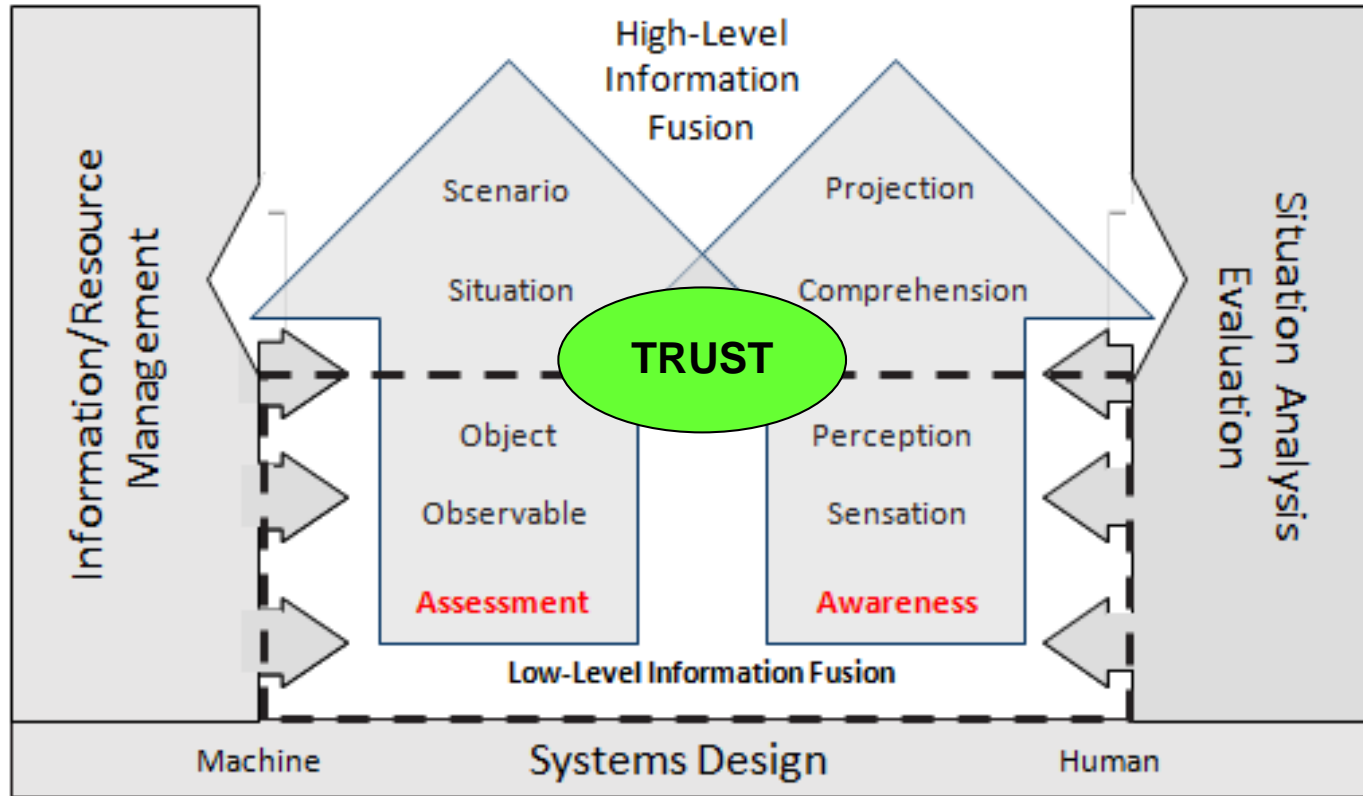 High-Level
Information
Fusion
Information/Resource
Management
Scenario
Situation
Projection
Comprehension
TRUST
Object
Observable
Assessment
Perception
Sensation
Awareness
Situation Analysis
Evaluation
Low-Level Information Fusion
Machine
Systems Design
Human